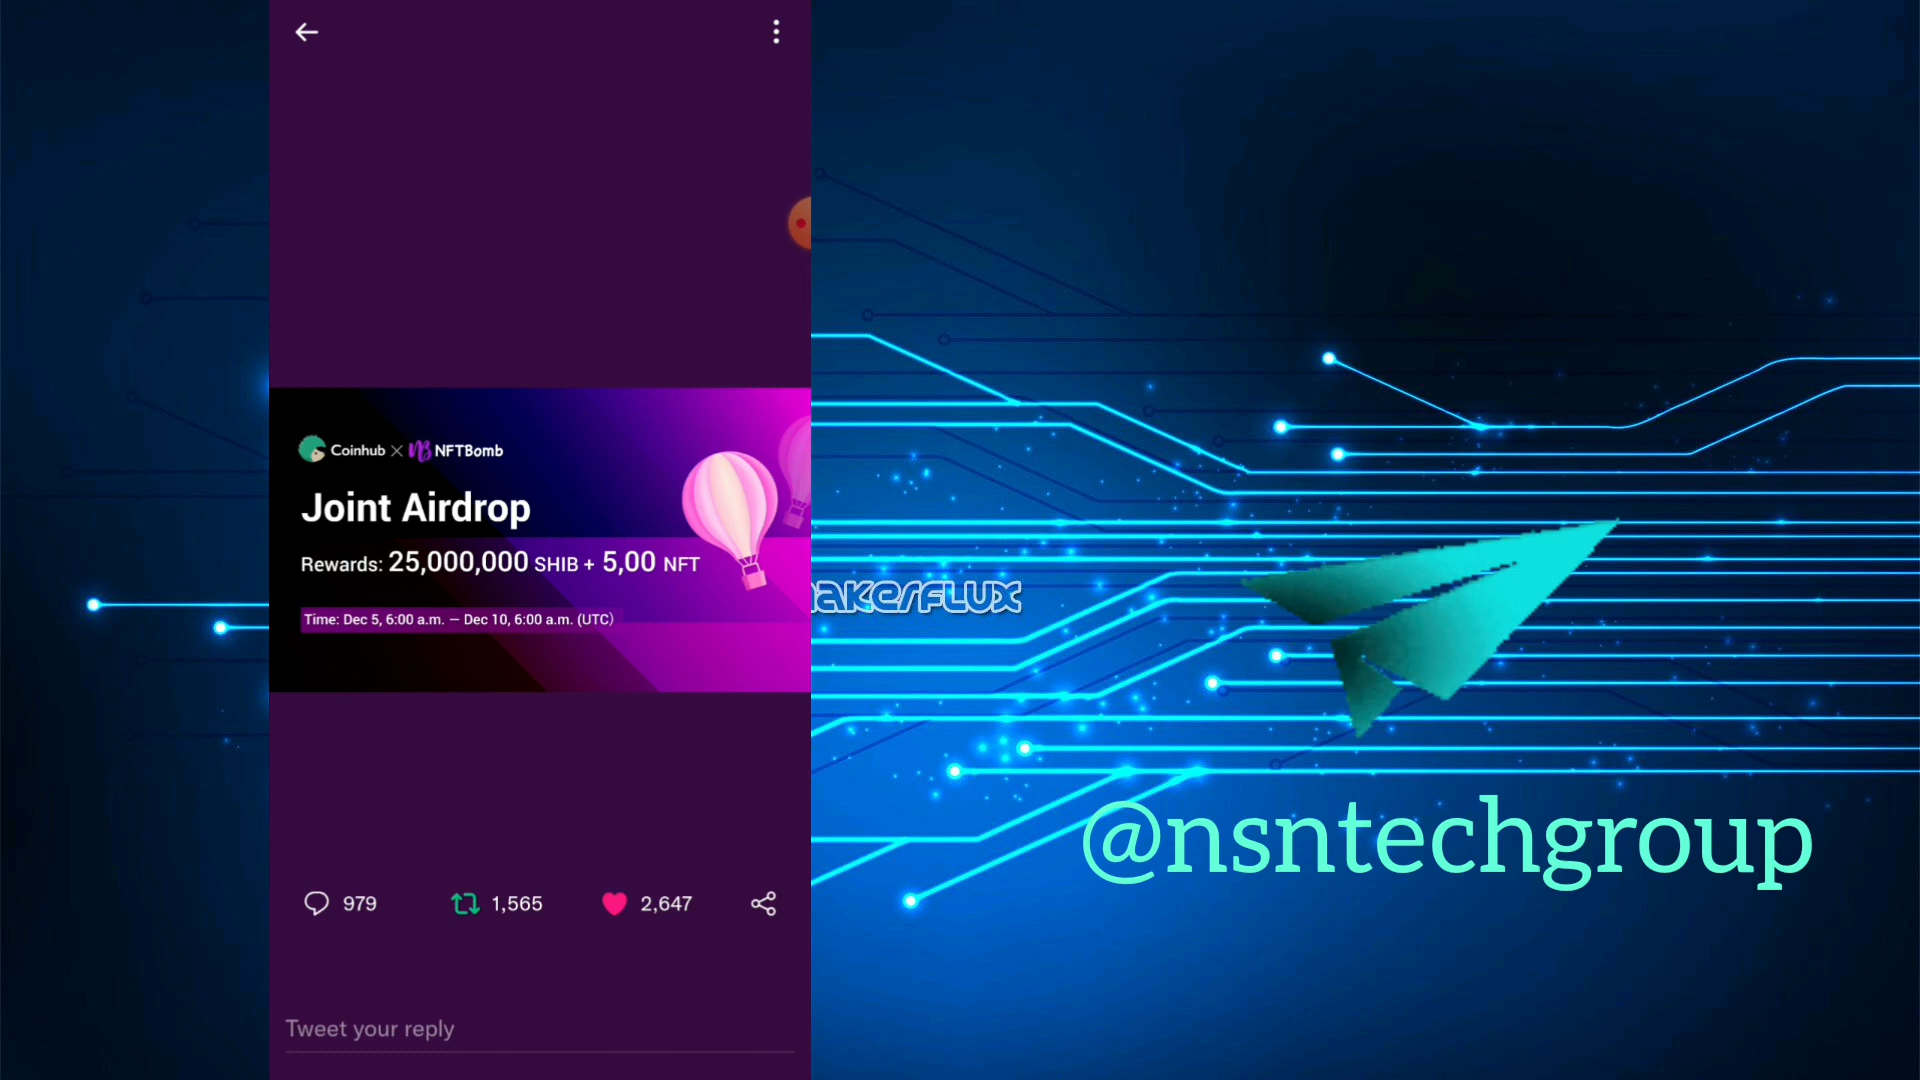 Coinhub X NFTBomb
Joint Airdrop
Rewards: 25,000,000 SHIB + 5,00 NFT
Time: Dec 5, 6:00 a.m. — Dec 10, 6:00 a.m. (UTC)
979 1,565 2,647
Tweet your reply
@nsntechgroup